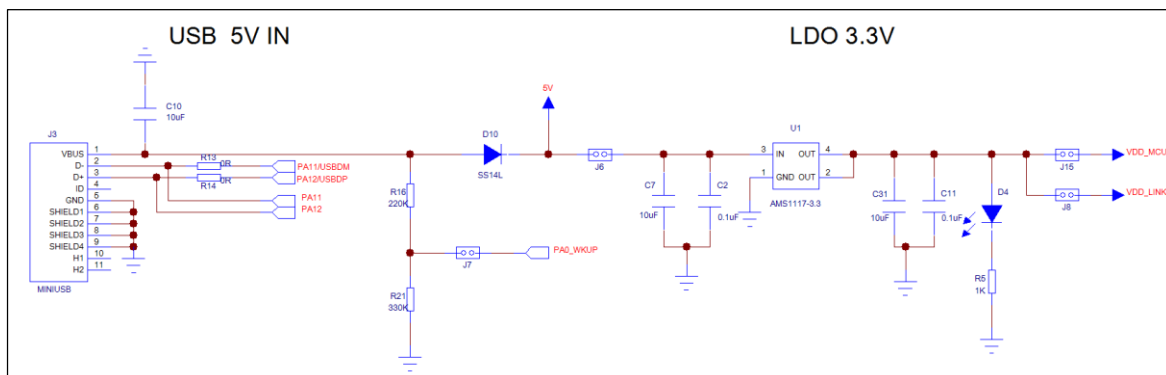 USB 5V IN
LDO 3.3V
C10
10uF
5V
J3
D10
U1
VBUS 1
D- 2
D+ 3
ID 4
GND 5
SHIELD1 6
SHIELD2 7
SHIELD3 8
SHIELD4 9
H1 10
H2 11
MINIUSB
R13 0R PA11/USBDM
R14 0R PA12/USBDP
PA11
PA12
SS14L
R16
220K
J7
PA0_WKUP
R21
330K
J6
3 IN OUT 4
1 GND OUT 2
AMS1117-3.3
C7
10uF
C2
0.1uF
C31
10uF
C11
0.1uF
D4
R5
1K
J15
VDD_MCU
J8
VDD_LINK